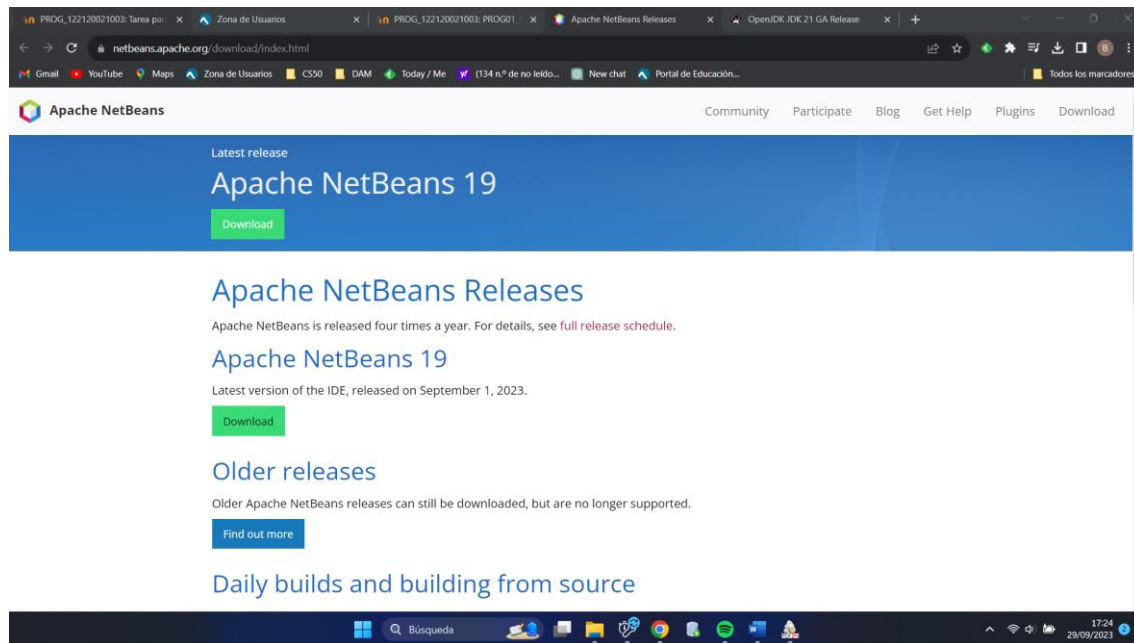 PROG_122120021003: Tarea par
Zona de Usuarios
PROG_122120021003: PROG01_
Apache NetBeans Releases
OpenJDK JDK 21 GA Release
netbeans.apache.org/download/index.html
Gmail
YouTube
Maps
Zona de Usuarios
CS50
DAM
Today / Me
(134 n.º de no leído...
New chat
Portal de Educación...
Todos los marcadores
Apache NetBeans
Community
Participate
Blog
Get Help
Plugins
Download
Latest release
Apache NetBeans 19
Download
Apache NetBeans Releases
Apache NetBeans is released four times a year. For details, see full release schedule.
Apache NetBeans 19
Latest version of the IDE, released on September 1, 2023.
Download
Older releases
Older Apache NetBeans releases can still be downloaded, but are no longer supported.
Find out more
Daily builds and building from source
Búsqueda
17:24
29/09/2023